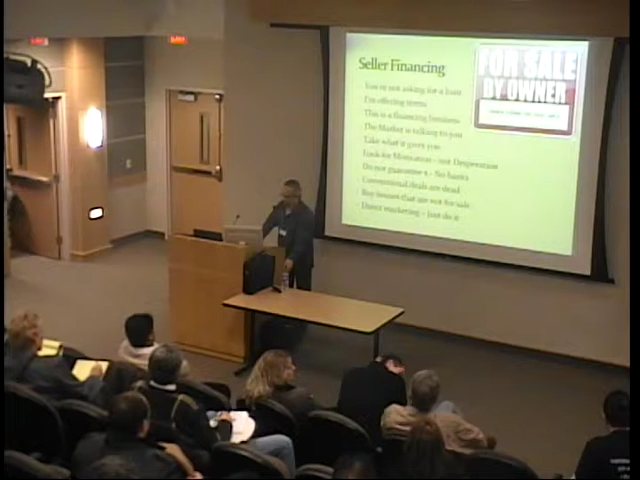 Seller Financing
You're not asking for a loan
I'm offering terms
This is a financing business
The Market is talking to you
Take what it gives you
Look for Motivation - not Desperation
Do not guarantee's - No banks
Conventional deals are dead
Buy houses that are not for sale
Direct marketing - Just do it
FOR SALE
BY OWNER